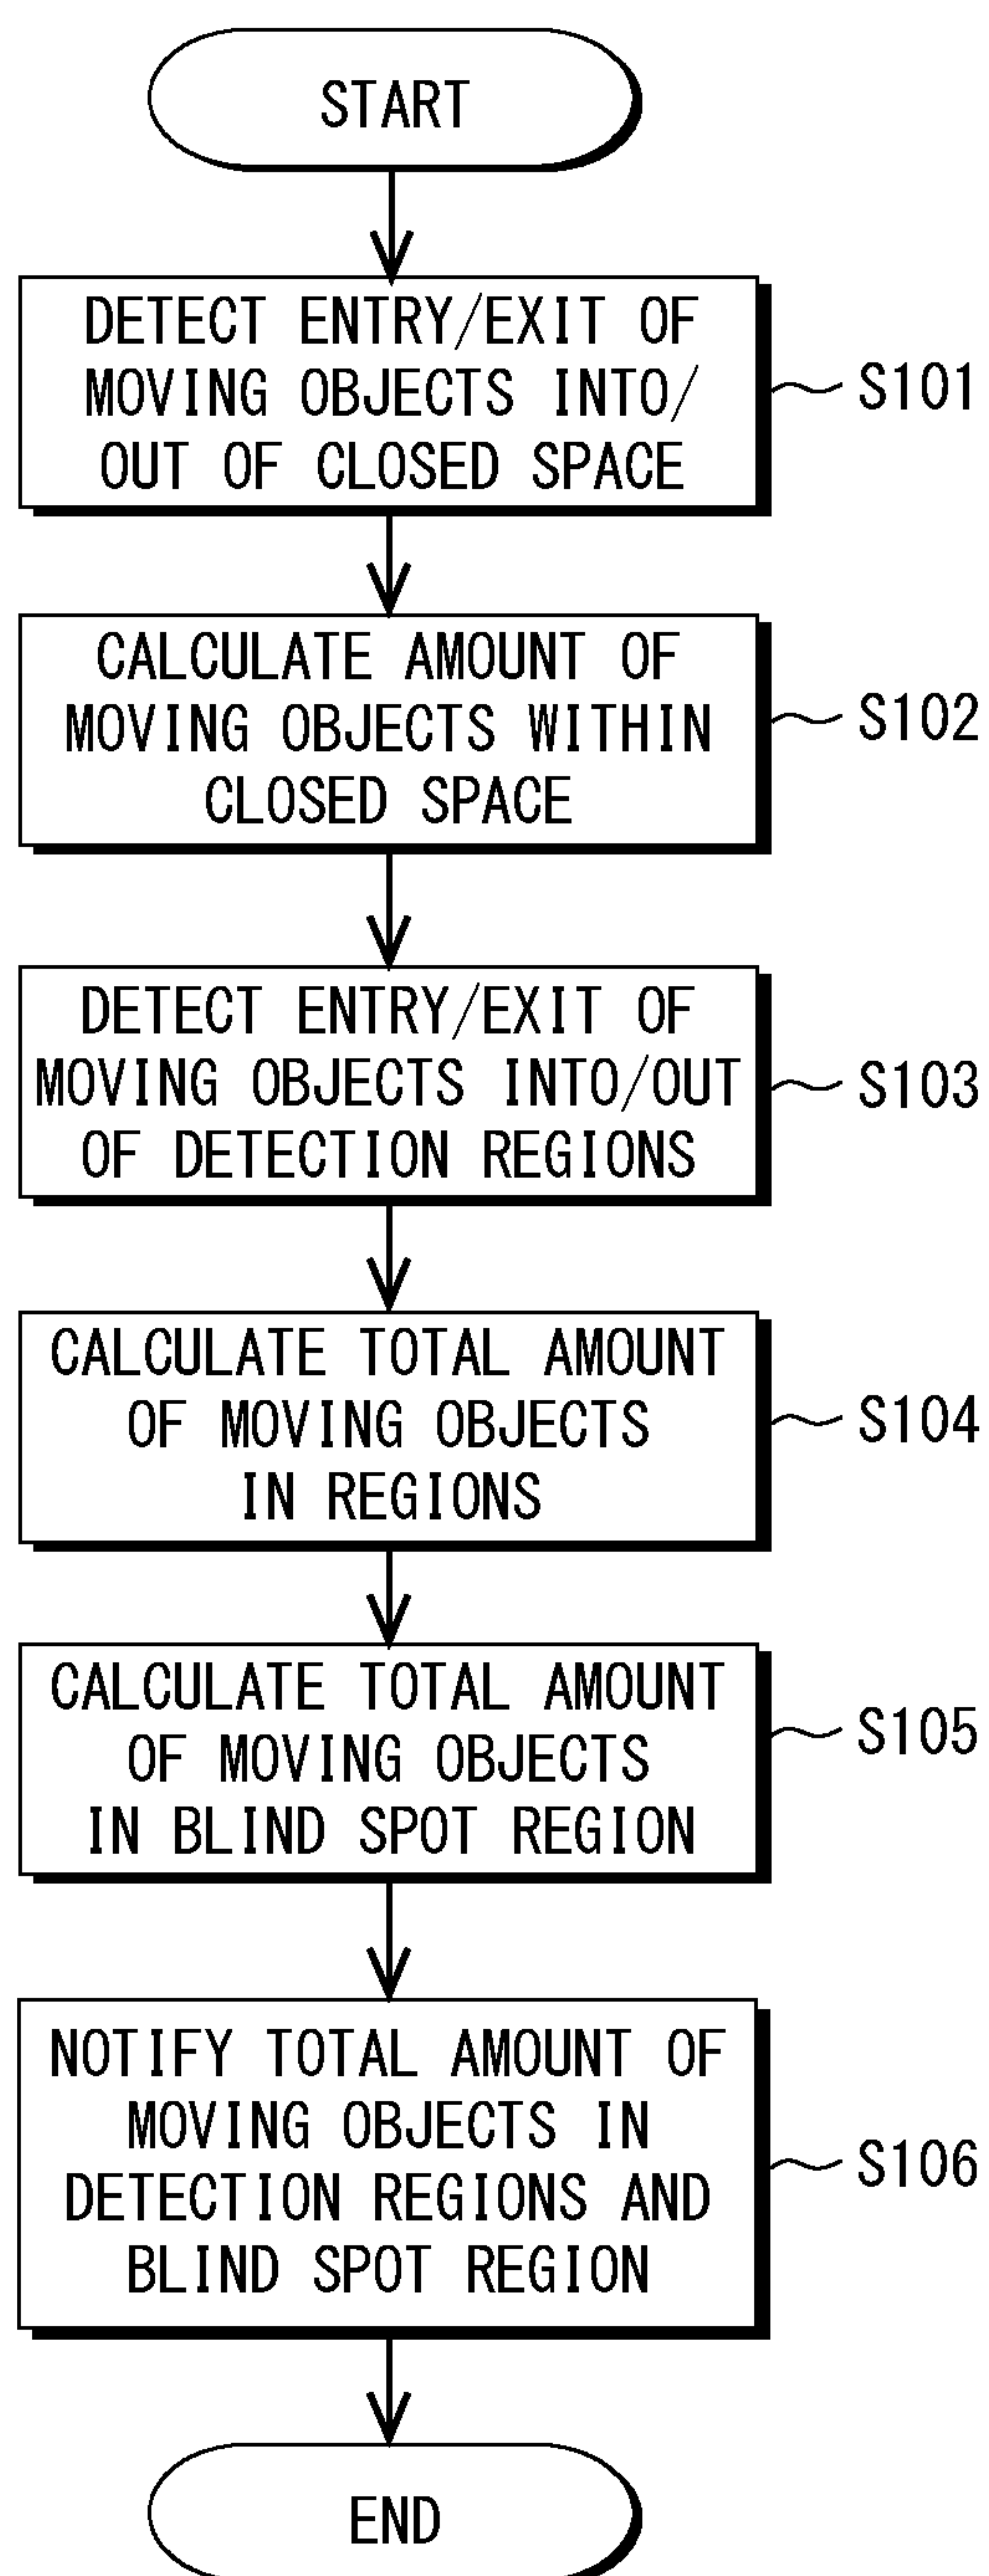 START
DETECT ENTRY/EXIT OF
MOVING OBJECTS INTO/
OUT OF CLOSED SPACE
S101
CALCULATE AMOUNT OF
MOVING OBJECTS WITHIN
CLOSED SPACE
S102
DETECT ENTRY/EXIT OF
MOVING OBJECTS INTO/OUT
OF DETECTION REGIONS
S103
CALCULATE TOTAL AMOUNT
OF MOVING OBJECTS
IN REGIONS
S104
CALCULATE TOTAL AMOUNT
OF MOVING OBJECTS
IN BLIND SPOT REGION
S105
NOTIFY TOTAL AMOUNT OF
MOVING OBJECTS IN
DETECTION REGIONS AND
BLIND SPOT REGION
S106
END